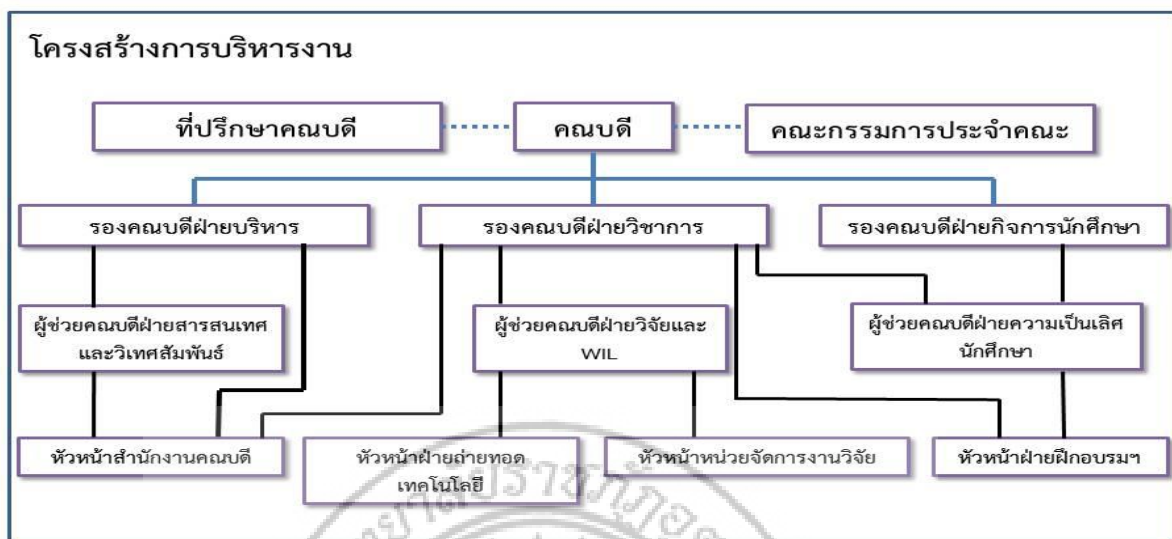 โครงสร้างการบริหารงาน
ที่ปรึกษาคณบดี
คณบดี
คณะกรรมการประจำคณะ
รองคณบดีฝ่ายบริหาร
รองคณบดีฝ่ายวิชาการ
รองคณบดีฝ่ายกิจการนักศึกษา
ผู้ช่วยคณบดีฝ่ายสารสนเทศ
และวิเทศสัมพันธ์
ผู้ช่วยคณบดีฝ่ายวิจัยและ
WIL
ผู้ช่วยคณบดีฝ่ายความเป็นเลิศ
นักศึกษา
หัวหน้าสำนักงานคณบดี
หัวหน้าฝ่ายถ่ายทอด
เทคโนโลยี
หัวหน้าหน่วยจัดการงานวิจัย
หัวหน้าฝ่ายฝึกอบรมฯ